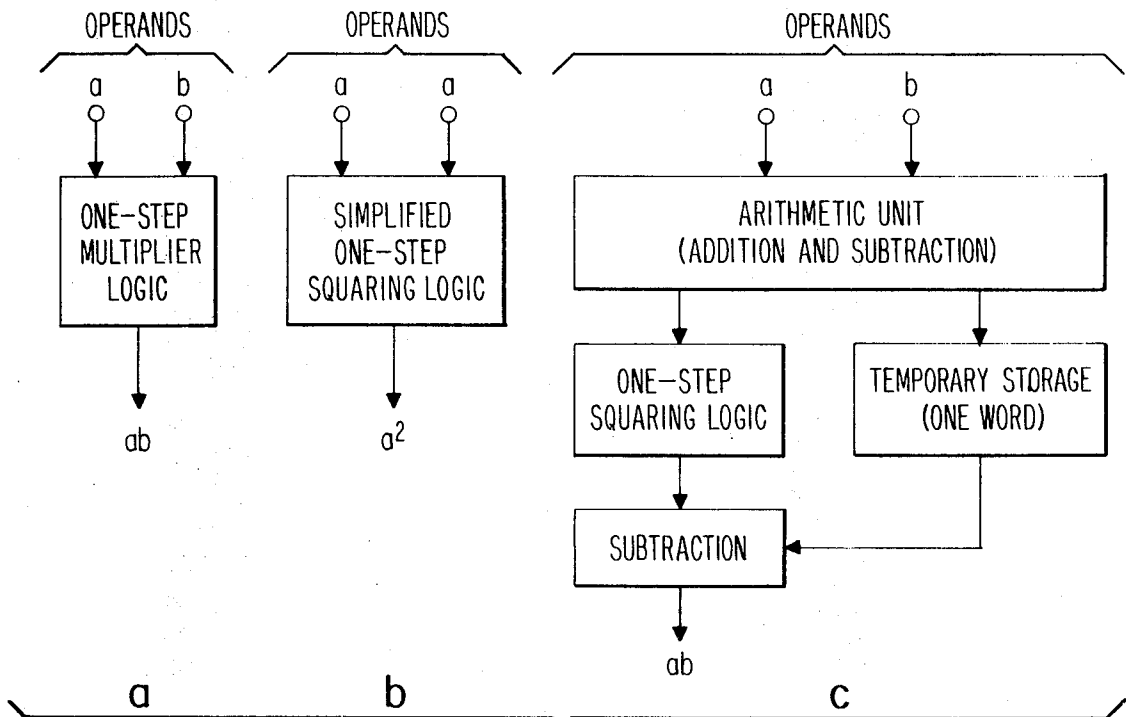 OPERANDS
a b
ONE-STEP
MULTIPLIER
LOGIC
ab
a
OPERANDS
a a
SIMPLIFIED
ONE-STEP
SQUARING LOGIC
a²
b
OPERANDS
a b
ARITHMETIC UNIT
(ADDITION AND SUBTRACTION)
ONE-STEP
SQUARING LOGIC
TEMPORARY STORAGE
(ONE WORD)
SUBTRACTION
ab
c